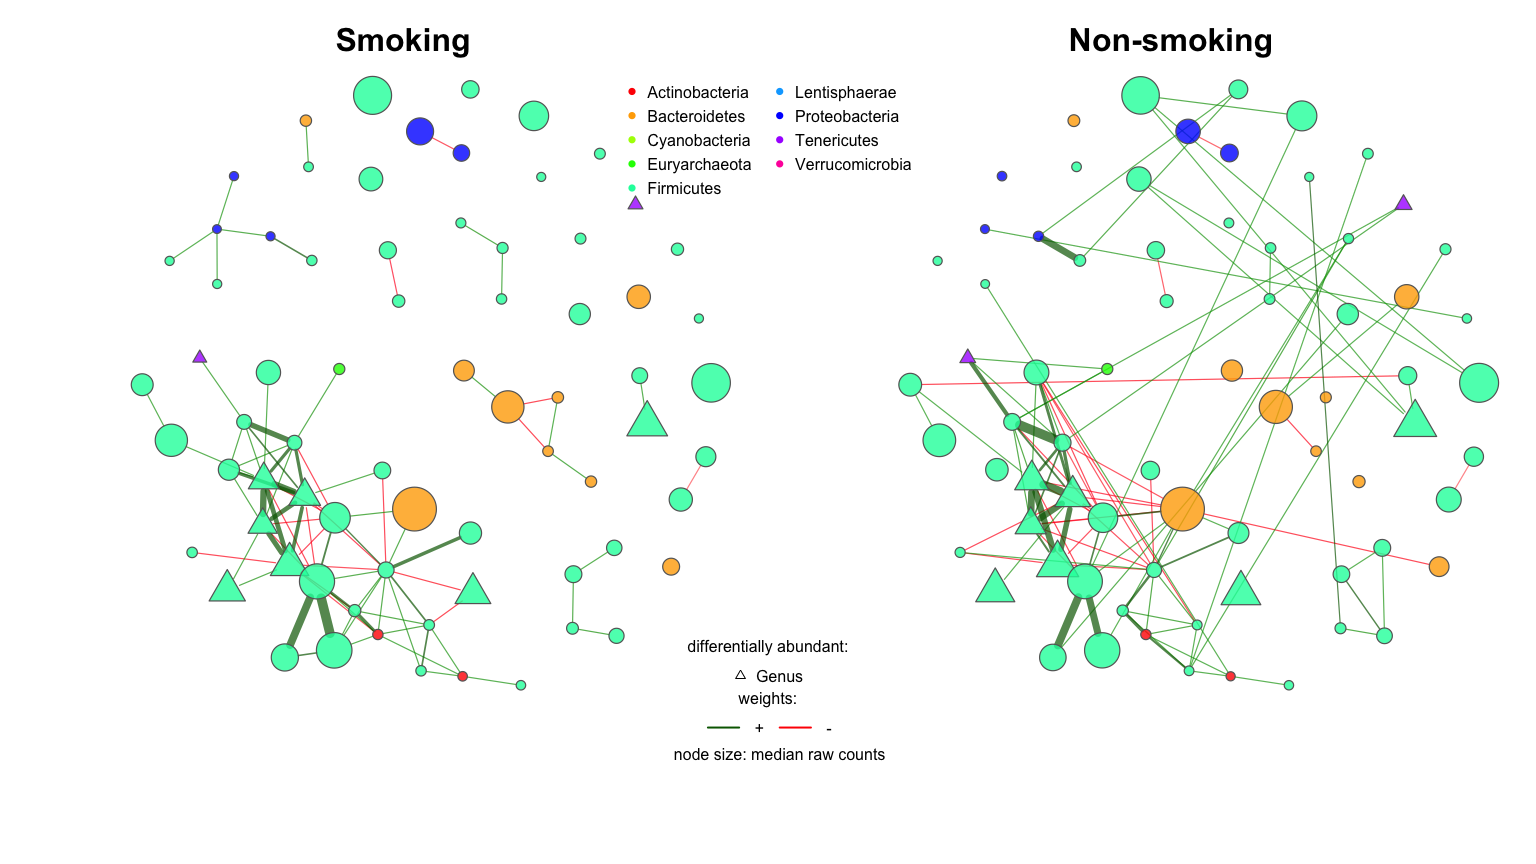 Smoking
Non-smoking
Actinobacteria
Bacteroidetes
Cyanobacteria
Euryarchaeota
Firmicutes
Lentisphaerae
Proteobacteria
Tenericutes
Verrucomicrobia
differentially abundant:
Genus
weights:
+ -
node size: median raw counts